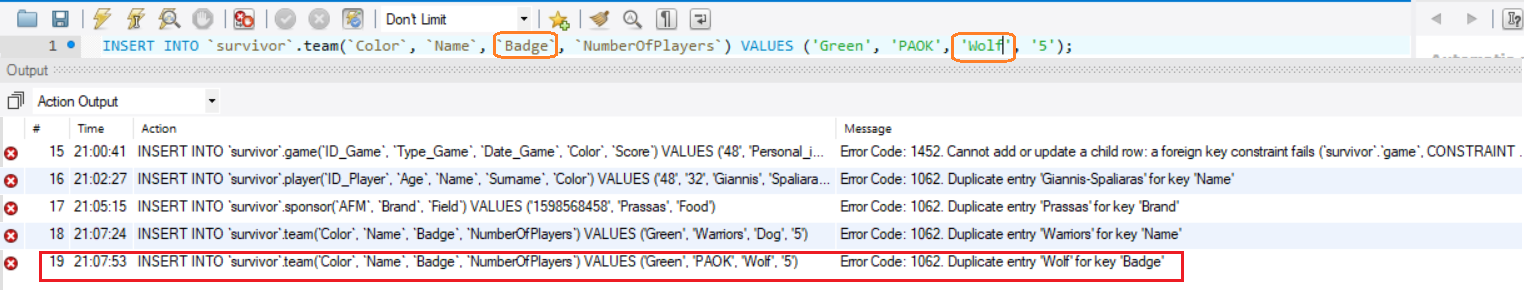 Don't Limit
1 INSERT INTO `survivor`.team(`Color`, `Name`, `Badge`, `NumberOfPlayers`) VALUES ('Green', 'PAOK', 'Wolf', '5');
Output
Action Output
# Time Action Message
15 21:00:41 INSERT INTO `survivor`.game(`ID_Game`, `Type_Game`, `Date_Game`, `Color`, `Score`) VALUES ('48', 'Personal_i... Error Code: 1452. Cannot add or update a child row: a foreign key constraint fails (`survivor`.`game`, CONSTRAINT ...
16 21:02:27 INSERT INTO `survivor`.player(`ID_Player`, `Age`, `Name`, `Surname`, `Color`) VALUES ('48', '32', 'Giannis', 'Spaliara... Error Code: 1062. Duplicate entry 'Giannis-Spaliaras' for key 'Name'
17 21:05:15 INSERT INTO `survivor`.sponsor(`AFM`, `Brand`, `Field`) VALUES ('1598568458', 'Prassas', 'Food') Error Code: 1062. Duplicate entry 'Prassas' for key 'Brand'
18 21:07:24 INSERT INTO `survivor`.team(`Color`, `Name`, `Badge`, `NumberOfPlayers`) VALUES ('Green', 'Warriors', 'Dog', '5') Error Code: 1062. Duplicate entry 'Warriors' for key 'Name'
19 21:07:53 INSERT INTO `survivor`.team(`Color`, `Name`, `Badge`, `NumberOfPlayers`) VALUES ('Green', 'PAOK', 'Wolf', '5') Error Code: 1062. Duplicate entry 'Wolf' for key 'Badge'